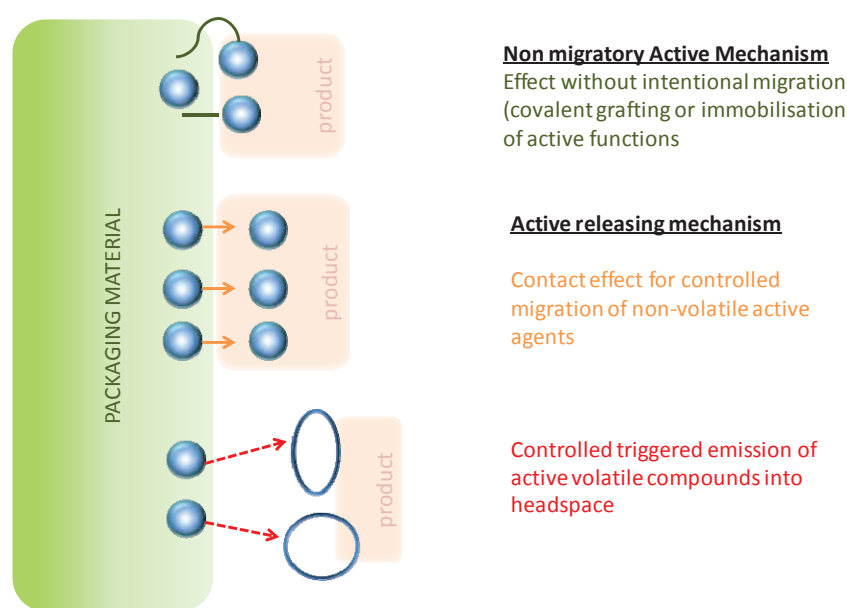 Non migratory Active Mechanism
Effect without intentional migration
(covalent grafting or immobilisation
of active functions
product
PACKAGING MATERIAL
Active releasing mechanism
Contact effect for controlled
migration of non-volatile active
agents
product
Controlled triggered emission of
active volatile compounds into
headspace
product